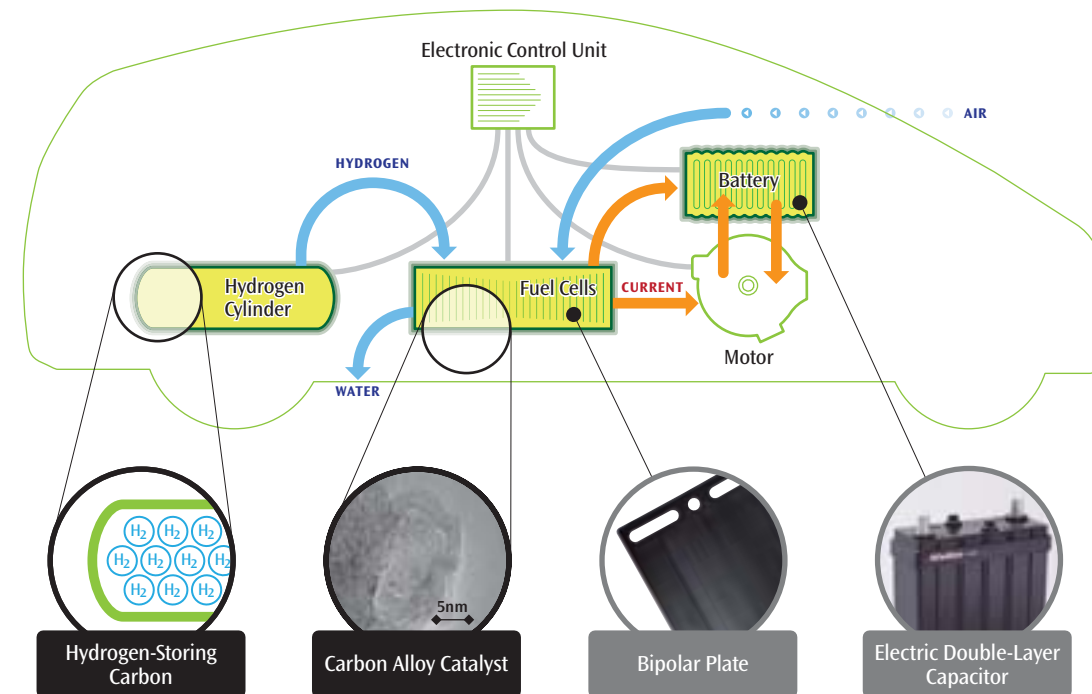 Electronic Control Unit
AIR
HYDROGEN
Battery
Hydrogen
Cylinder
Fuel Cells
CURRENT
Motor
WATER
H2 H2 H2
H2 H2 H2 H2
H2 H2 H2
5nm
Hydrogen-Storing
Carbon
Carbon Alloy Catalyst
Bipolar Plate
Electric Double-Layer
Capacitor